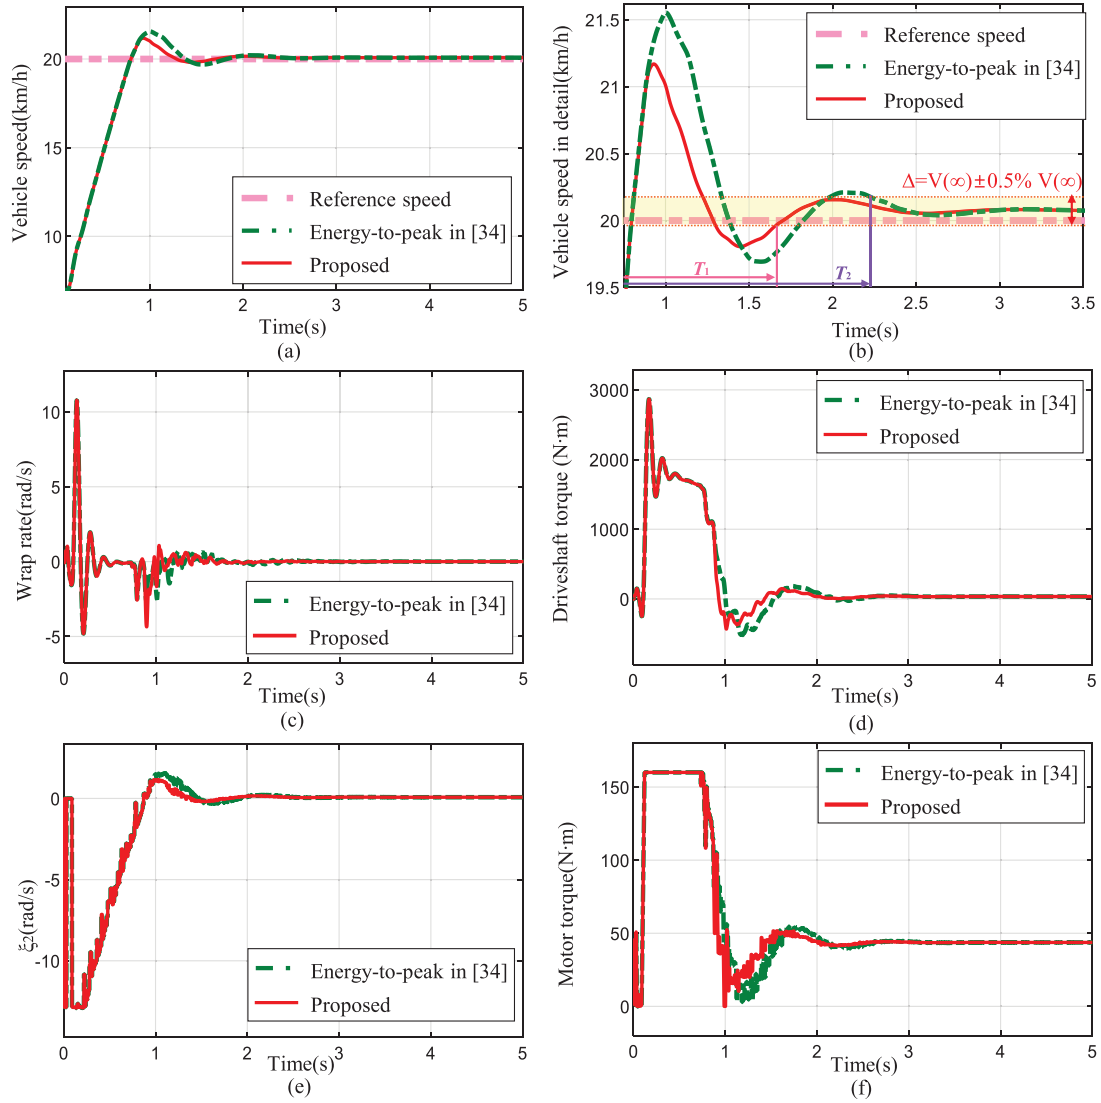 Vehicle speed(km/h)
20
15
10
Reference speed
Energy-to-peak in [34]
Proposed
1
2
3
4
5
Time(s)
(a)
Vehicle speed in detail(km/h)
21.5
21
20.5
20
19.5
Reference speed
Energy-to-peak in [34]
Proposed
Δ=V(∞)±0.5% V(∞)
T₁
T₂
1
1.5
2
2.5
3
3.5
Time(s)
(b)
Wrap rate(rad/s)
10
5
0
-5
Energy-to-peak in [34]
Proposed
0
1
2
3
4
5
Time(s)
(c)
Driveshaft torque (N·m)
3000
2000
1000
0
Energy-to-peak in [34]
Proposed
0
1
2
3
4
5
Time(s)
(d)
ξ₂(rad/s)
0
-5
-10
Energy-to-peak in [34]
Proposed
0
1
2
3
4
5
Time(s)
(e)
Motor torque(N·m)
150
100
50
0
Energy-to-peak in [34]
Proposed
0
1
2
3
4
5
Time(s)
(f)